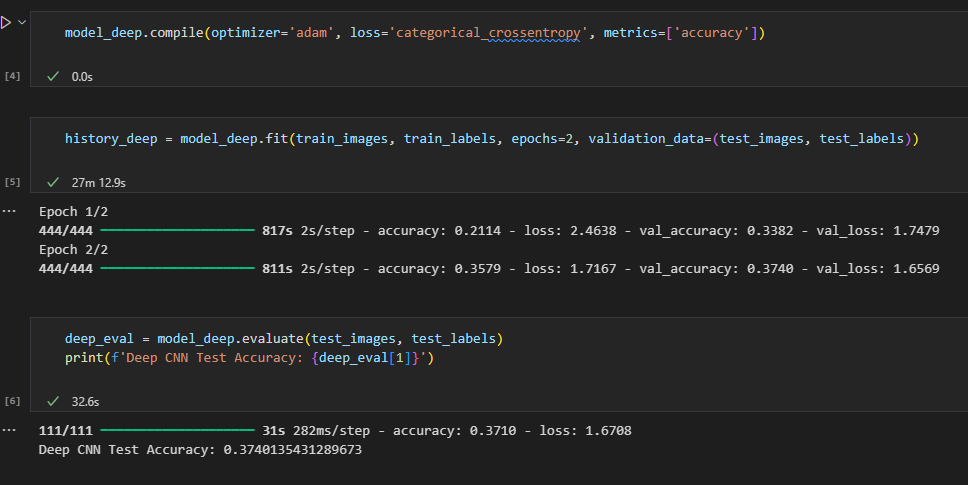 model_deep.compile(optimizer='adam', loss='categorical_crossentropy', metrics=['accuracy'])
[4]
0.0s
history_deep = model_deep.fit(train_images, train_labels, epochs=2, validation_data=(test_images, test_labels))
[5]
27m 12.9s
...
Epoch 1/2
444/444 ━━━━━━━━━━━━━━━━━━━━ 817s 2s/step - accuracy: 0.2114 - loss: 2.4638 - val_accuracy: 0.3382 - val_loss: 1.7479
Epoch 2/2
444/444 ━━━━━━━━━━━━━━━━━━━━ 811s 2s/step - accuracy: 0.3579 - loss: 1.7167 - val_accuracy: 0.3740 - val_loss: 1.6569
deep_eval = model_deep.evaluate(test_images, test_labels)
print(f'Deep CNN Test Accuracy: {deep_eval[1]}')
[6]
32.6s
...
111/111 ━━━━━━━━━━━━━━━━━━━━ 31s 282ms/step - accuracy: 0.3710 - loss: 1.6708
Deep CNN Test Accuracy: 0.3740135431289673